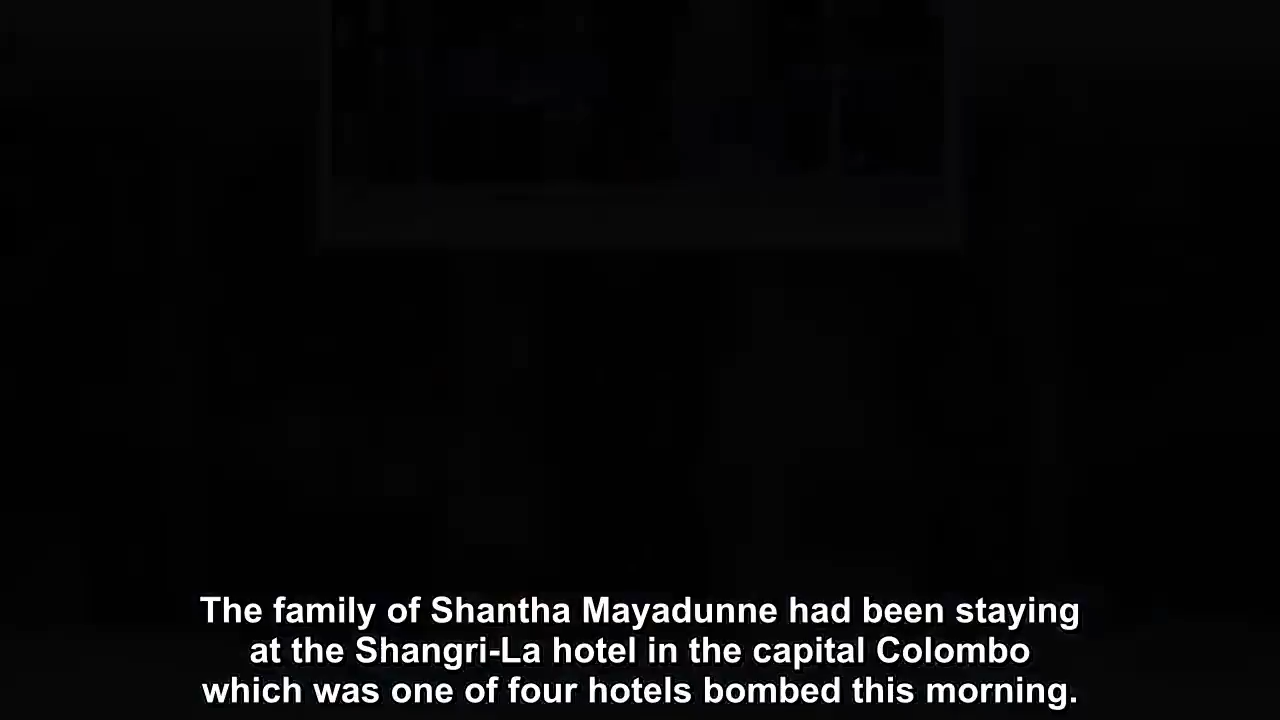 The family of Shantha Mayadunne had been staying
at the Shangri-La hotel in the capital Colombo
which was one of four hotels bombed this morning.